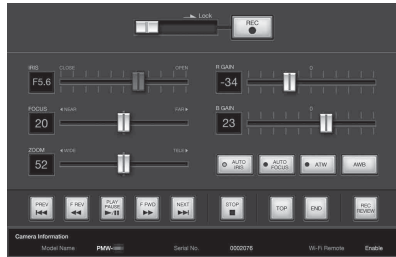 Lock
REC
IRIS CLOSE OPEN
F5.6
R GAIN 0
-34
FOCUS ◄NEAR FAR►
20
B GAIN 0
23
ZOOM ◄WIDE TELE►
52
AUTO IRIS
AUTO FOCUS
ATW
AWB
PREV
F REV
PLAY PAUSE
F FWD
NEXT
STOP
TOP
END
REC REVIEW
Camera Information
Model Name PMW- Serial No. 0002076 Wi-Fi Remote Enable